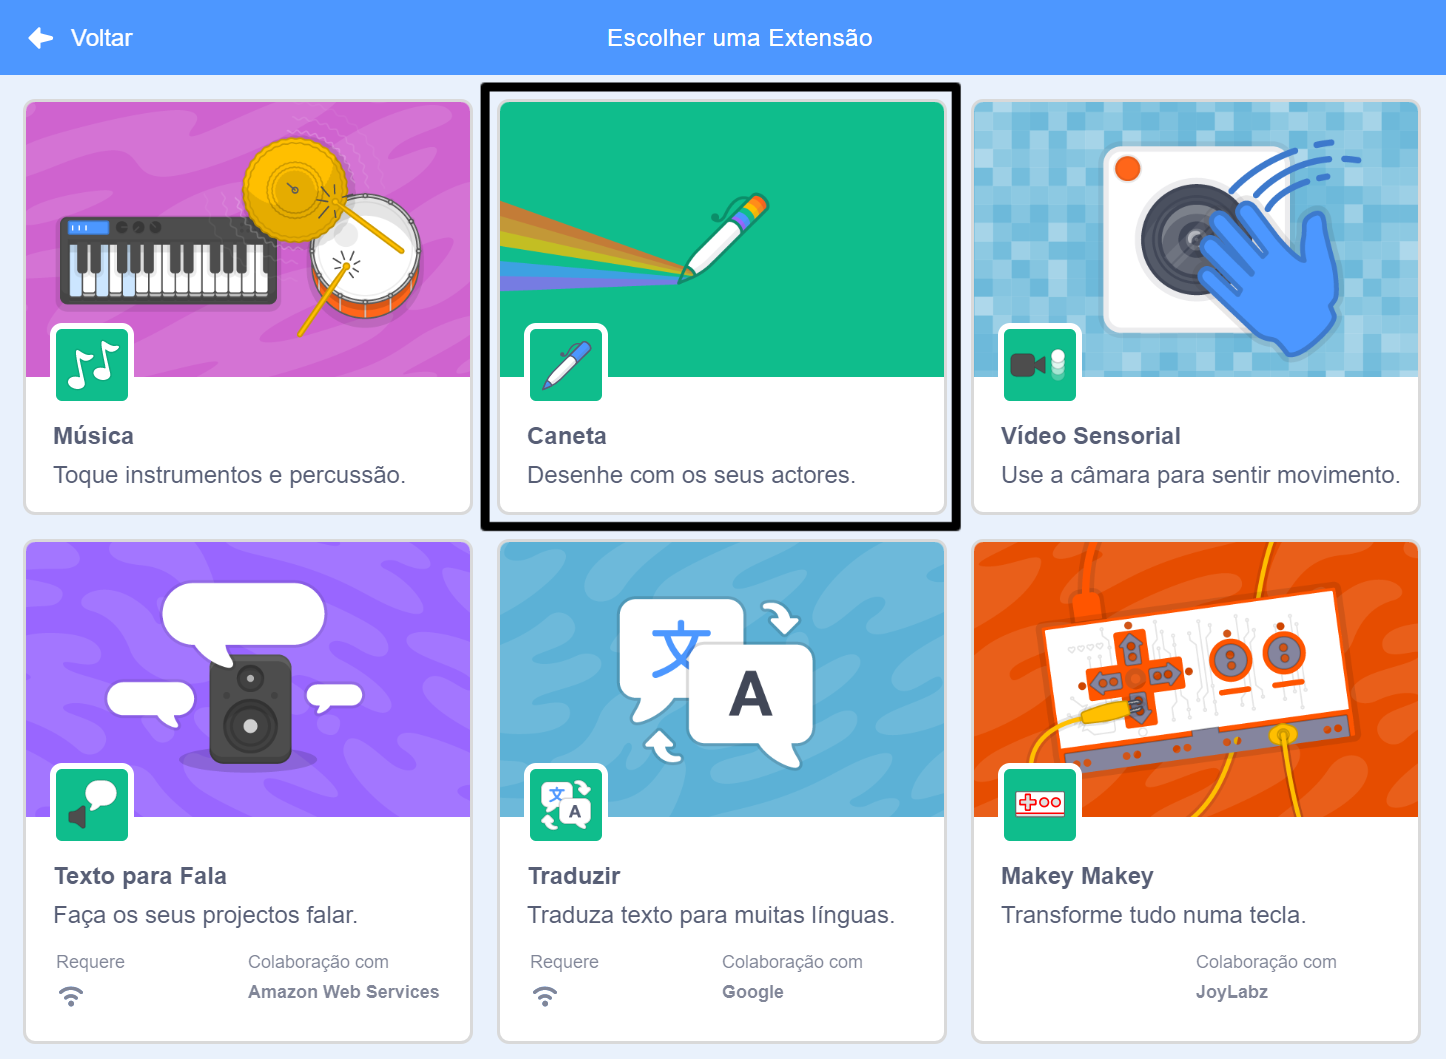 Voltar
Escolher uma Extensão
Música
Toque instrumentos e percussão.
Caneta
Desenhe com os seus actores.
Vídeo Sensorial
Use a câmara para sentir movimento.
文
A
文
A
Texto para Fala
Faça os seus projectos falar.
Requere
Colaboração com
Amazon Web Services
Traduzir
Traduza texto para muitas línguas.
Requere
Colaboração com
Google
Makey Makey
Transforme tudo numa tecla.
Colaboração com
JoyLabz